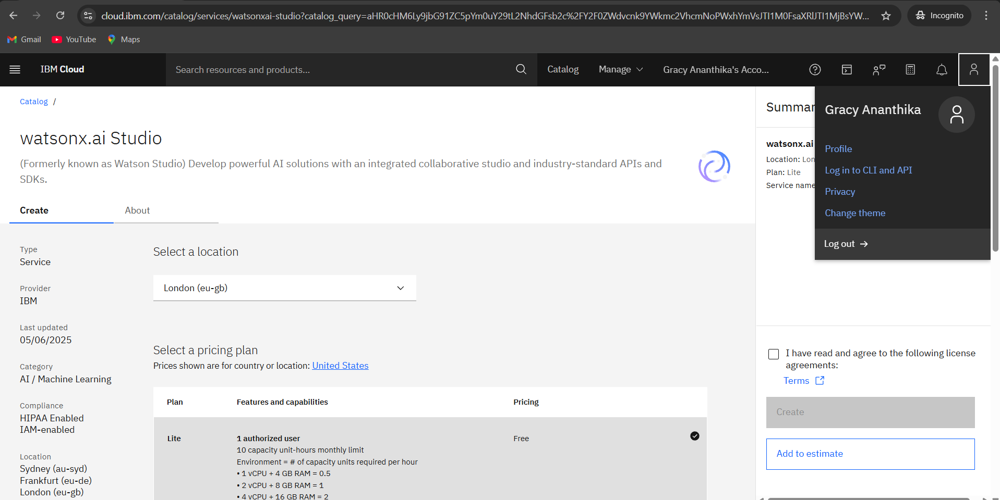 cloud.ibm.com/catalog/services/watsonxai-studio?catalog_query=aHR0cHM6Ly9jbG91ZC5pYm0uY29tL2NhdGFsb2c%2FY2F0ZWdvcnk9YWkmc2VhcmNoPWxhYmVsJTI1M0FsaXRlJTI1MjBsYW...
Incognito
Gmail
YouTube
Maps
IBM Cloud
Search resources and products...
Catalog
Manage
Gracy Ananthika's Acco...
Catalog /
watsonx.ai Studio
(Formerly known as Watson Studio) Develop powerful AI solutions with an integrated collaborative studio and industry-standard APIs and
SDKs.
Create
About
Type
Service
Provider
IBM
Last updated
05/06/2025
Category
AI / Machine Learning
Compliance
HIPAA Enabled
IAM-enabled
Location
Sydney (au-syd)
Frankfurt (eu-de)
London (eu-gb)
Select a location
London (eu-gb)
Select a pricing plan
Prices shown are for country or location: United States
Plan
Features and capabilities
Pricing
Lite
1 authorized user
Free
10 capacity unit-hours monthly limit
Environment = # of capacity units required per hour
• 1 vCPU + 4 GB RAM = 0.5
• 2 vCPU + 8 GB RAM = 1
• 4 vCPU + 16 GB RAM = 2
Summar
watsonx.ai
Location: Lon
Plan: Lite
Service name
Gracy Ananthika
Profile
Log in to CLI and API
Privacy
Change theme
Log out
I have read and agree to the following license
agreements:
Terms
Create
Add to estimate